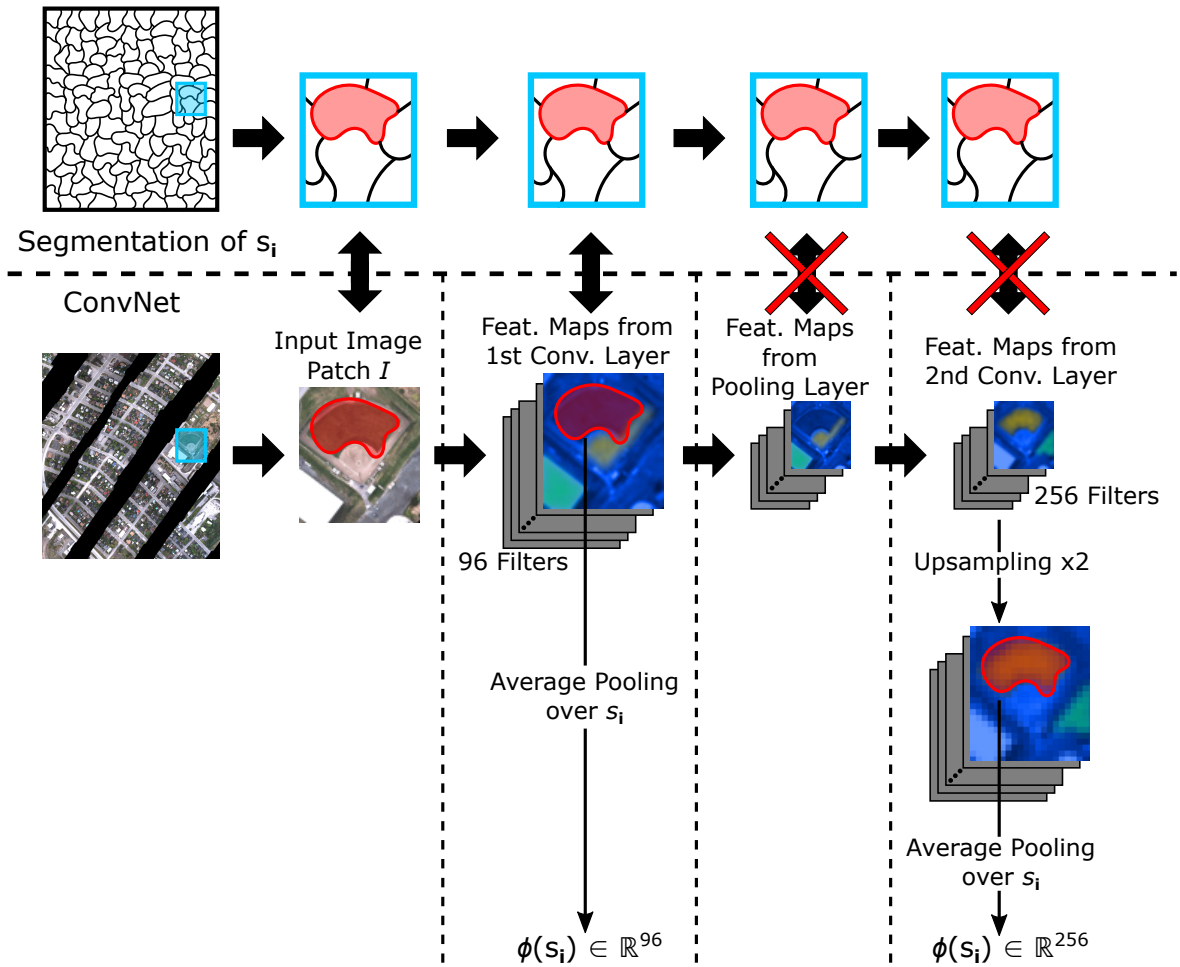 Segmentation of sᵢ
ConvNet
Input Image
Patch I
Feat. Maps from
1st Conv. Layer
Feat. Maps
from
Pooling Layer
Feat. Maps from
2nd Conv. Layer
96 Filters
256 Filters
Upsampling x2
Average Pooling
over sᵢ
Average Pooling
over sᵢ
ϕ(sᵢ) ∈ ℝ⁹⁶
ϕ(sᵢ) ∈ ℝ²⁵⁶